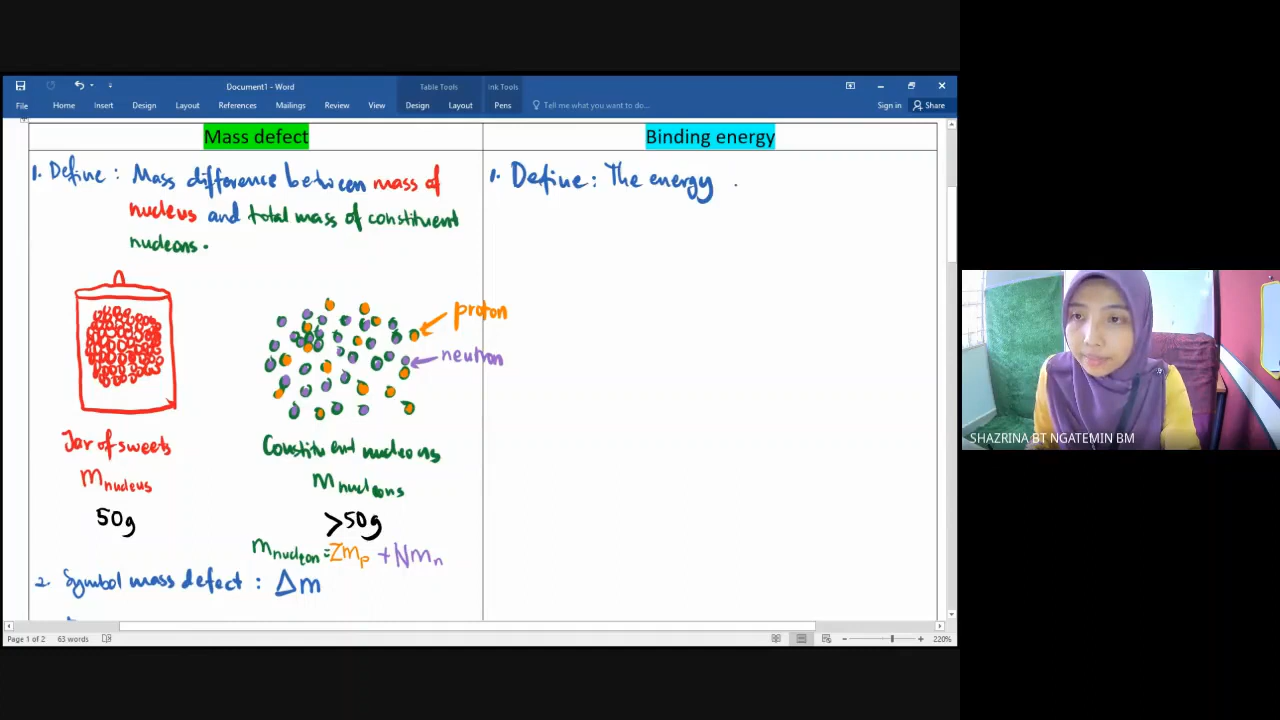 Document1 - Word
Table Tools
Ink Tools
File
Home
Insert
Design
Layout
References
Mailings
Review
View
Design
Layout
Pens
Tell me what you want to do...
Sign in
Share
Mass defect
Binding energy
1. Define : Mass difference between mass of
nucleus and total mass of constituent
nucleons.
1. Define : The energy
proton
neutron
Jar of sweets
Mnucleus
50g
Constituent nucleons
Mnucleons
>50g
mnucleon = Zmp + Nmn
2. Symbol mass defect : Δm
SHAZRINA BT NGATEMIN BM
Page 1 of 2
63 words
220%